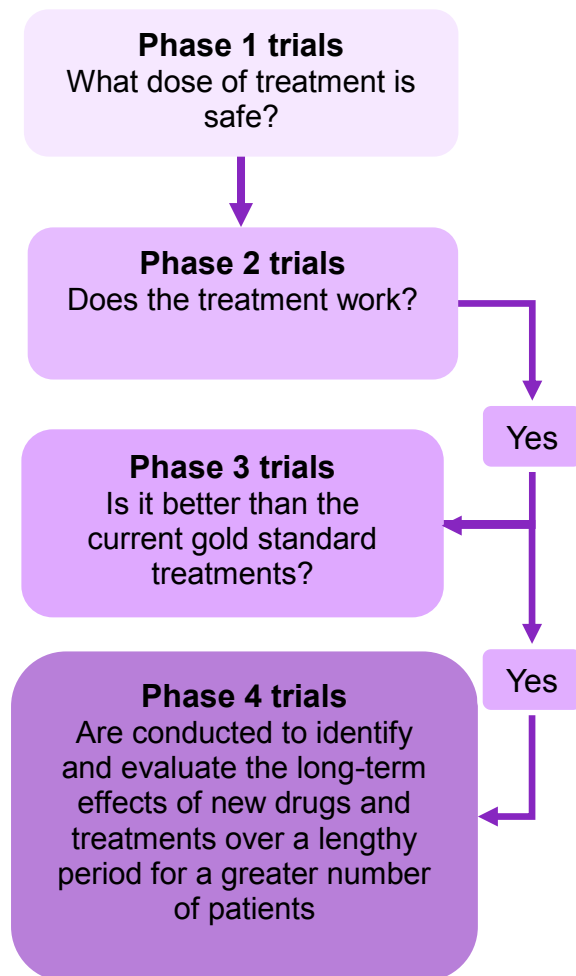 Phase 1 trials
What dose of treatment is
safe?
Phase 2 trials
Does the treatment work?
Yes
Phase 3 trials
Is it better than the
current gold standard
treatments?
Yes
Phase 4 trials
Are conducted to identify
and evaluate the long-term
effects of new drugs and
treatments over a lengthy
period for a greater number
of patients